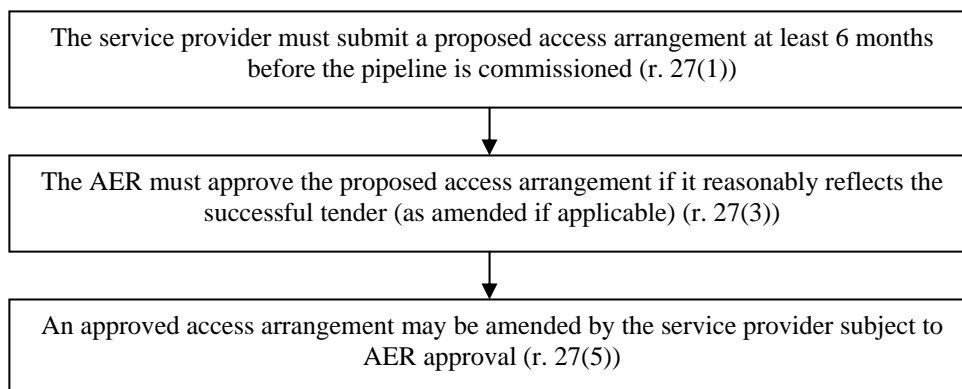 The service provider must submit a proposed access arrangement at least 6 months
before the pipeline is commissioned (r. 27(1))
The AER must approve the proposed access arrangement if it reasonably reflects the
successful tender (as amended if applicable) (r. 27(3))
An approved access arrangement may be amended by the service provider subject to
AER approval (r. 27(5))